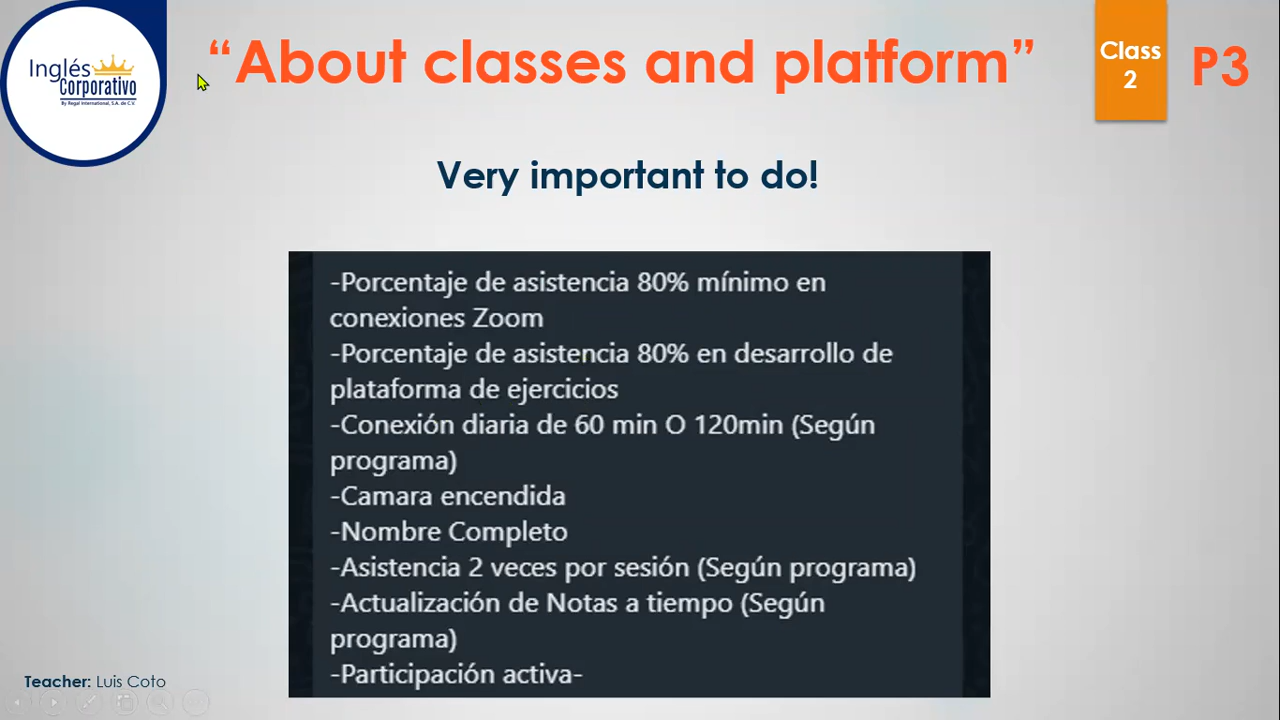 Inglés
Corporativo
By Regal International, S.A. de C.V.
“About classes and platform”
Class
2
P3
Very important to do!
-Porcentaje de asistencia 80% mínimo en
conexiones Zoom
-Porcentaje de asistencia 80% en desarrollo de
plataforma de ejercicios
-Conexión diaria de 60 min O 120min (Según
programa)
-Camara encendida
-Nombre Completo
-Asistencia 2 veces por sesión (Según programa)
-Actualización de Notas a tiempo (Según
programa)
-Participación activa-
Teacher: Luis Coto